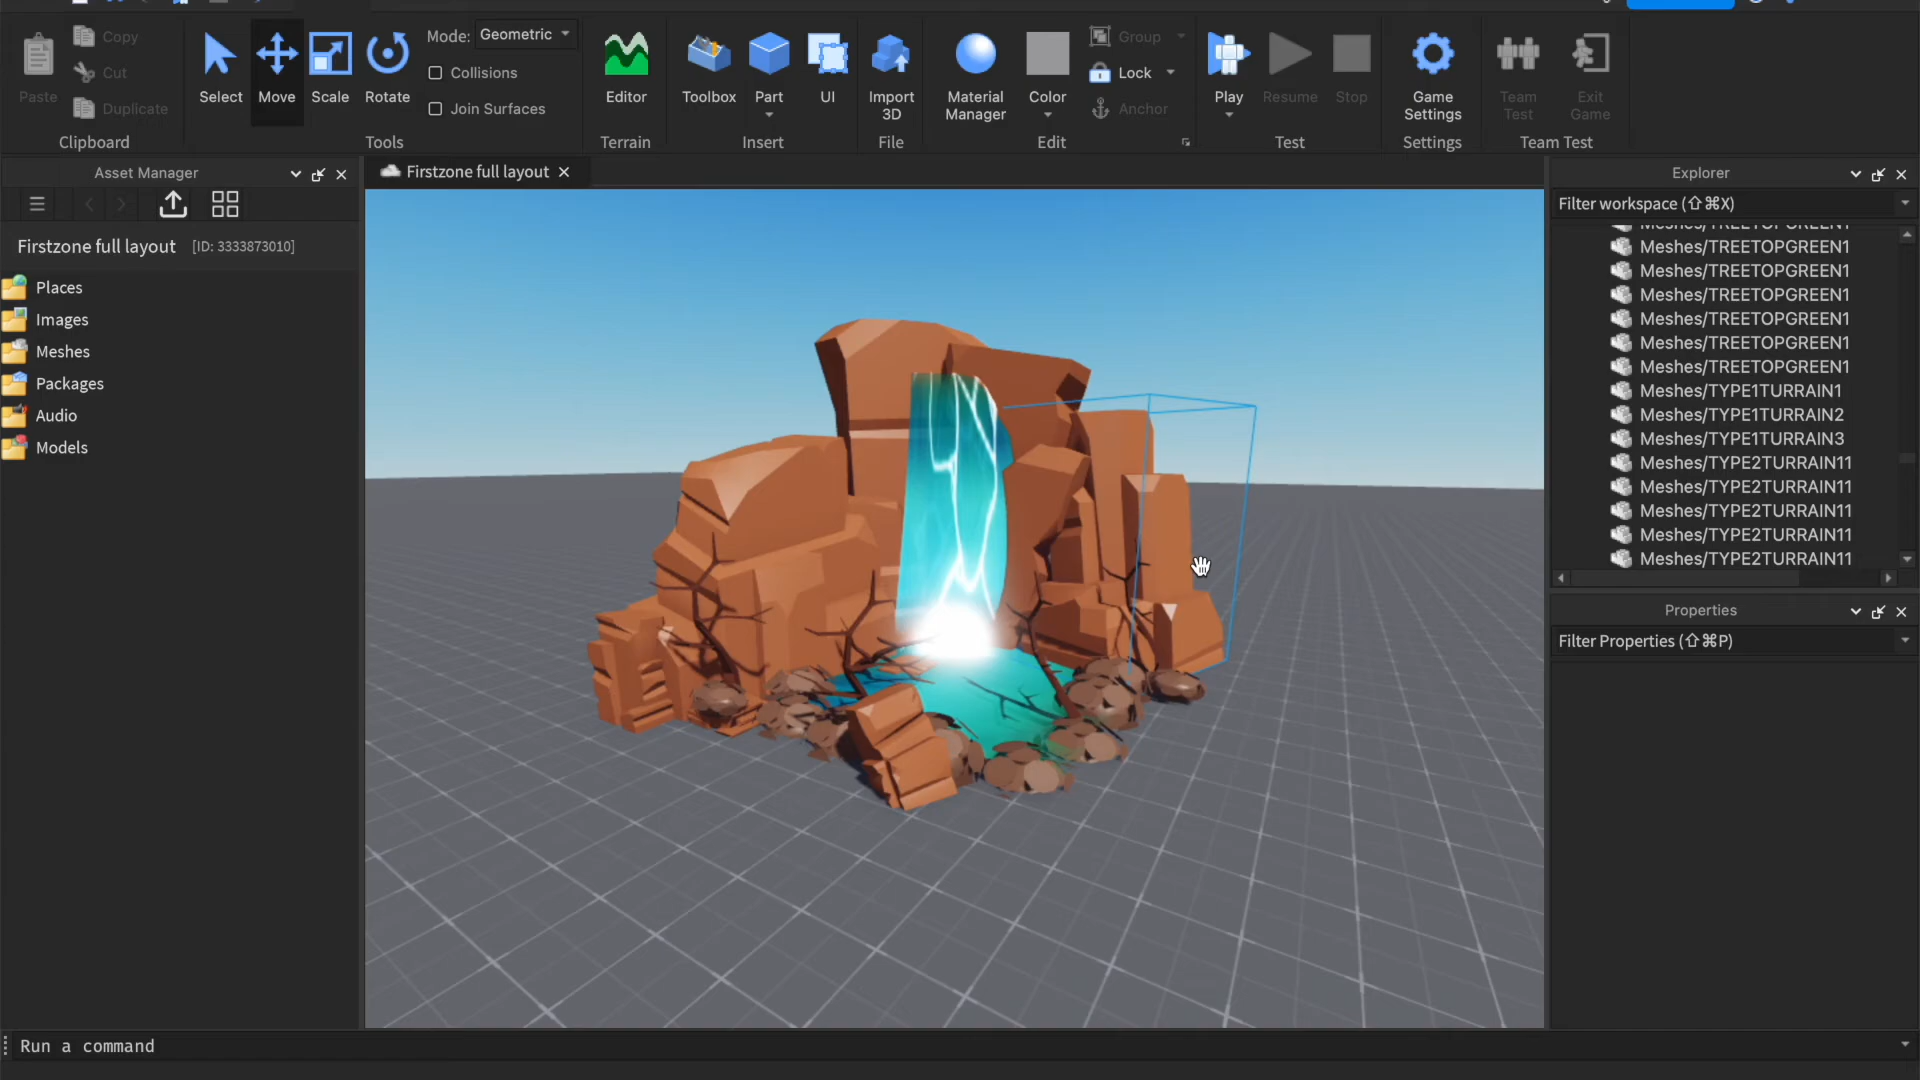 Paste
Copy
Cut
Duplicate
Clipboard
Select
Move
Scale
Rotate
Mode: Geometric
Collisions
Join Surfaces
Tools
Editor
Terrain
Toolbox
Part
UI
Insert
Import
3D
File
Material
Manager
Color
Group
Lock
Anchor
Edit
Play
Resume
Stop
Test
Game
Settings
Settings
Team
Test
Exit
Game
Team Test
Asset Manager
Firstzone full layout [ID: 3333873010]
Places
Images
Meshes
Packages
Audio
Models
Firstzone full layout
Explorer
Filter workspace (⇧⌘X)
Meshes/TREETOPGREEN1
Meshes/TREETOPGREEN1
Meshes/TREETOPGREEN1
Meshes/TREETOPGREEN1
Meshes/TREETOPGREEN1
Meshes/TREETOPGREEN1
Meshes/TREETOPGREEN1
Meshes/TYPE1TURRAIN1
Meshes/TYPE1TURRAIN2
Meshes/TYPE1TURRAIN3
Meshes/TYPE2TURRAIN11
Meshes/TYPE2TURRAIN11
Meshes/TYPE2TURRAIN11
Meshes/TYPE2TURRAIN11
Meshes/TYPE2TURRAIN11
Properties
Filter Properties (⇧⌘P)
Run a command